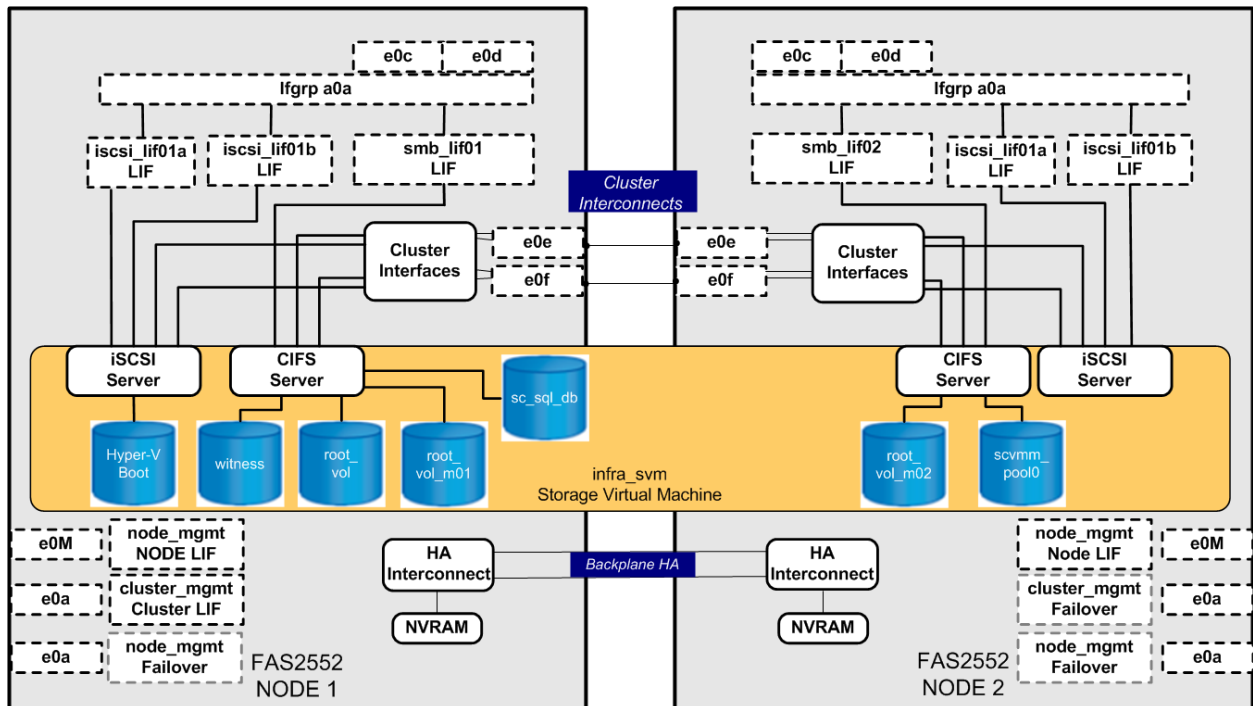 e0c
e0d
Ifgrp a0a
iscsi_lif01a
LIF
iscsi_lif01b
LIF
smb_lif01
LIF
e0c
e0d
Ifgrp a0a
smb_lif02
LIF
iscsi_lif01a
LIF
iscsi_lif01b
LIF
Cluster
Interconnects
Cluster
Interfaces
e0e
e0f
e0e
e0f
Cluster
Interfaces
iSCSI
Server
CIFS
Server
CIFS
Server
iSCSI
Server
sc_sql_db
Hyper-V
Boot
witness
root_
vol
root_
vol_m01
root_
vol_m02
scvmm_
pool0
infra_svm
Storage Virtual Machine
e0M
node_mgmt
NODE LIF
e0a
cluster_mgmt
Cluster LIF
e0a
node_mgmt
Failover
FAS2552
NODE 1
HA
Interconnect
NVRAM
Backplane HA
HA
Interconnect
NVRAM
node_mgmt
Node LIF
e0M
cluster_mgmt
Failover
e0a
node_mgmt
Failover
e0a
FAS2552
NODE 2